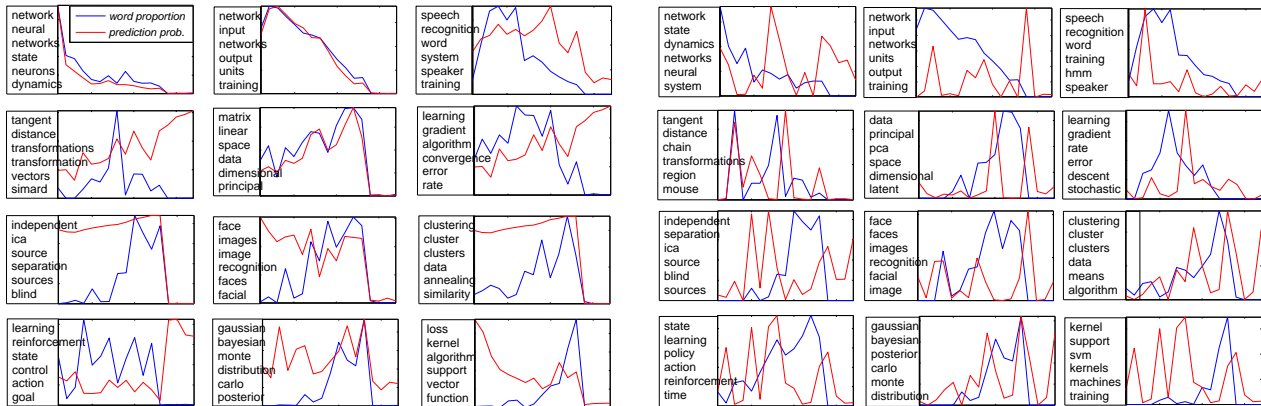 network
neural
networks
state
neurons
dynamics
word proportion
prediction prob.
network
input
networks
output
units
training
speech
recognition
word
system
speaker
training
network
state
dynamics
networks
neural
system
network
input
networks
units
output
training
speech
recognition
word
training
hmm
speaker
tangent
distance
transformations
transformation
vectors
simard
matrix
linear
space
data
dimensional
principal
learning
gradient
algorithm
convergence
error
rate
tangent
distance
chain
transformations
region
mouse
data
principal
pca
space
dimensional
latent
learning
gradient
rate
error
descent
stochastic
independent
ica
source
separation
sources
blind
face
images
image
recognition
faces
facial
clustering
cluster
clusters
data
annealing
similarity
independent
separation
ica
source
blind
sources
face
faces
images
recognition
facial
image
clustering
cluster
clusters
data
means
algorithm
learning
reinforcement
state
control
action
goal
gaussian
bayesian
monte
distribution
carlo
posterior
loss
kernel
algorithm
support
vector
function
state
learning
policy
action
reinforcement
time
gaussian
bayesian
posterior
carlo
monte
distribution
kernel
support
svm
kernels
machines
training